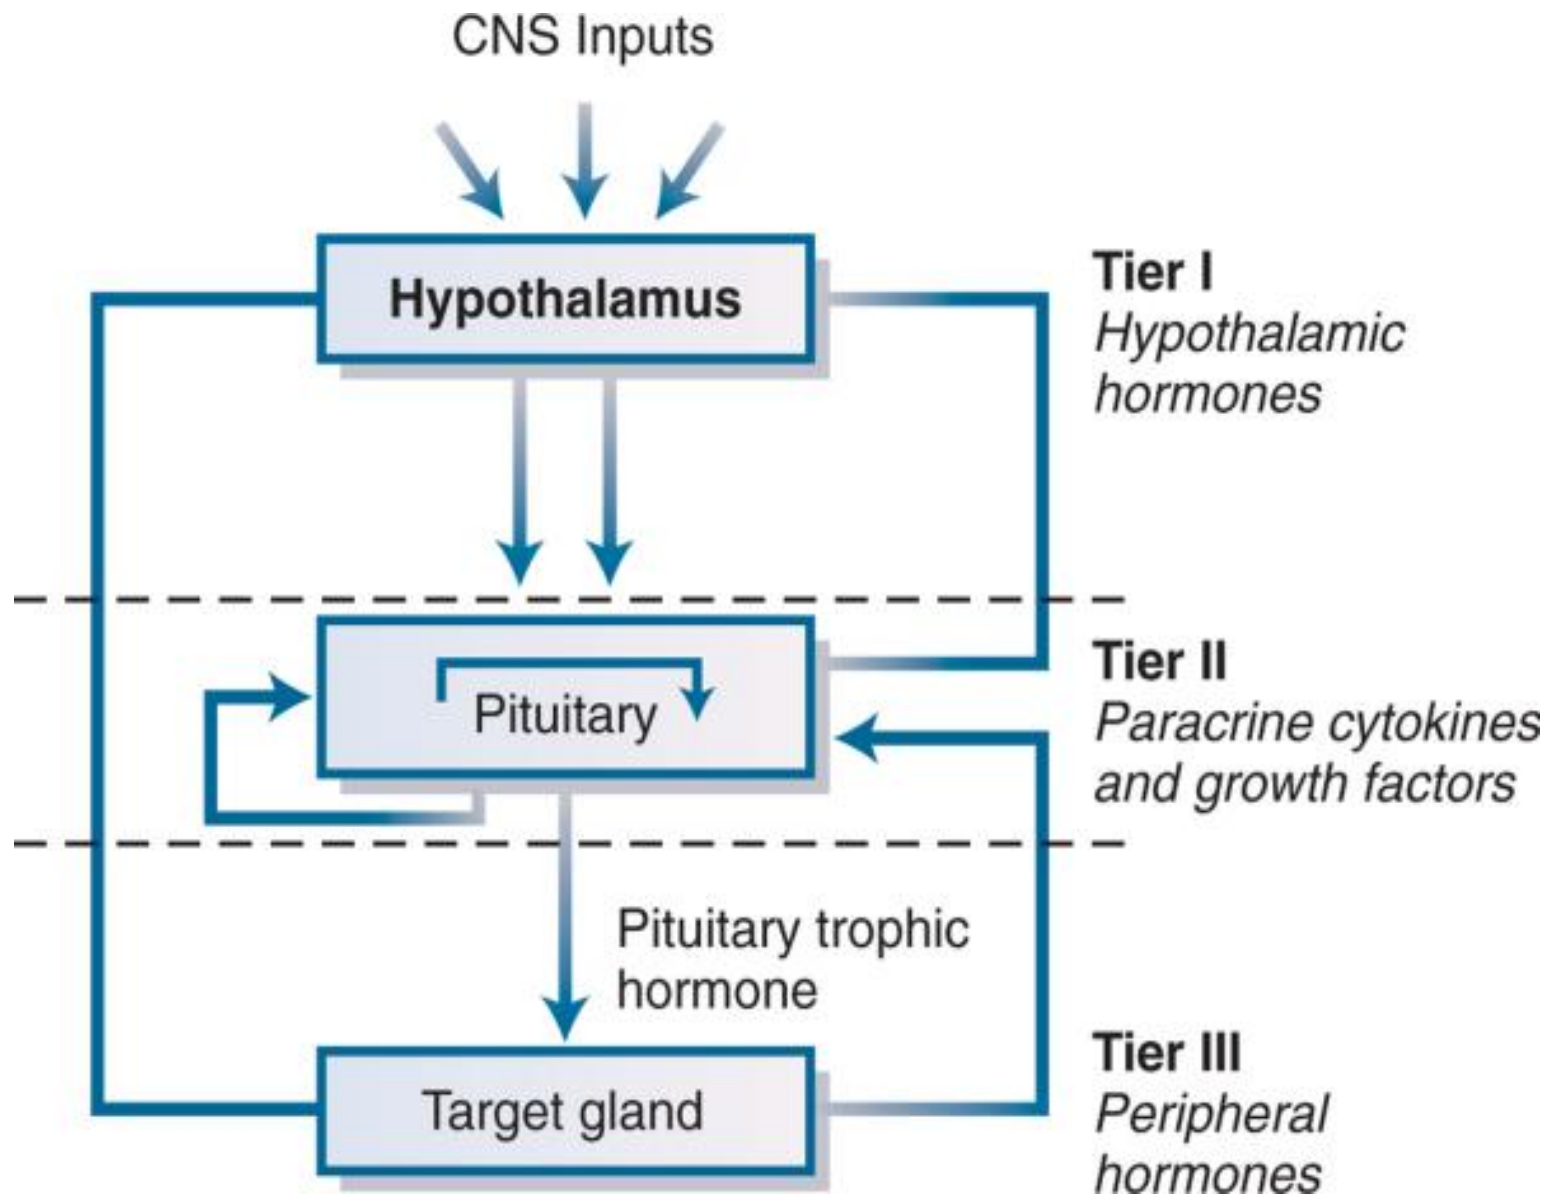 CNS Inputs
Hypothalamus
Tier I
Hypothalamic
hormones
Pituitary
Tier II
Paracrine cytokines
and growth factors
Pituitary trophic
hormone
Target gland
Tier III
Peripheral
hormones